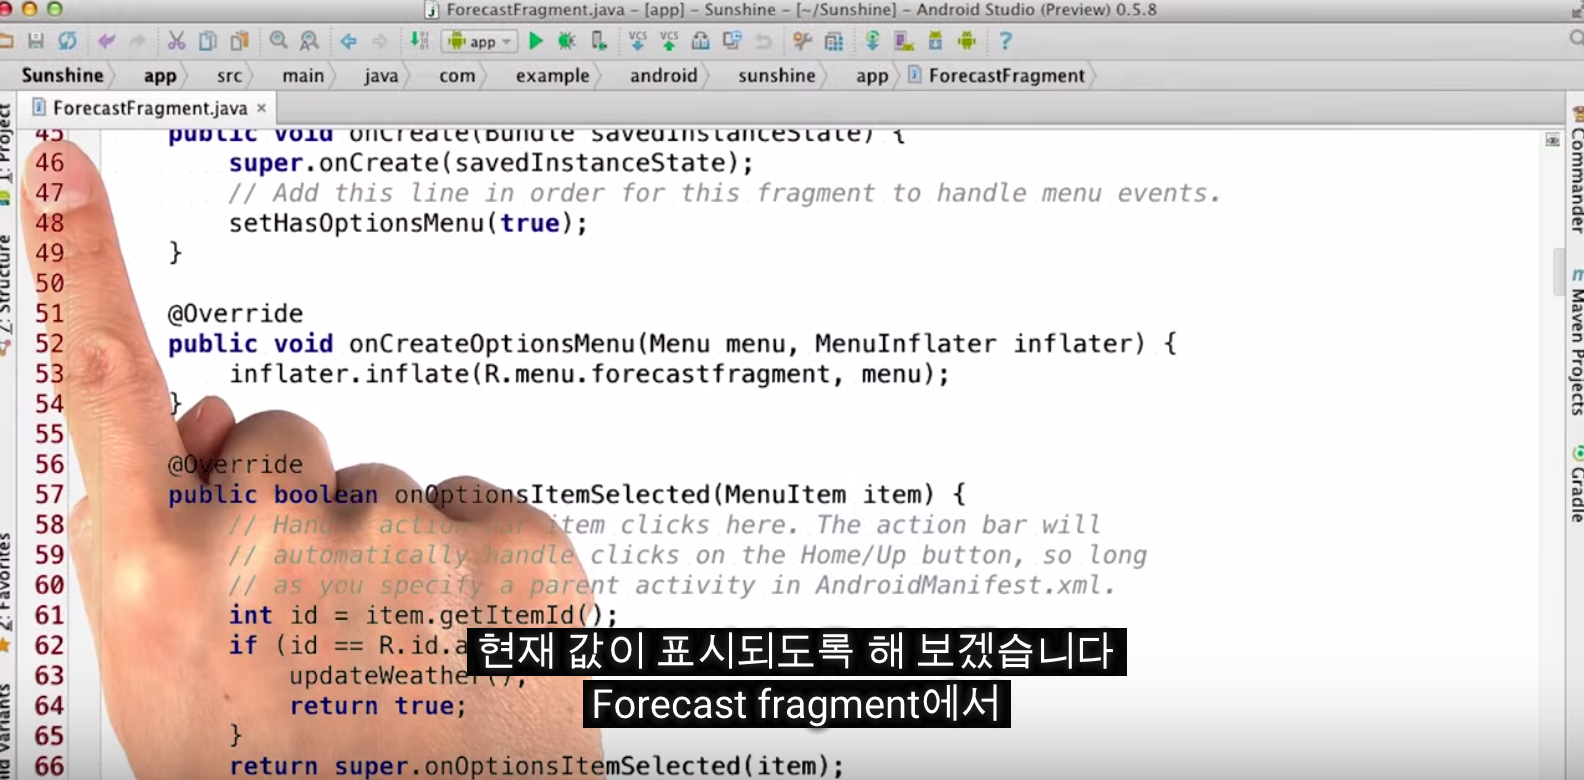 ForecastFragment.java – [app] – Sunshine – [~/Sunshine] – Android Studio (Preview) 0.5.8
app
VCS VCS
?
Sunshine app src main java com example android sunshine app ForecastFragment
ForecastFragment.java ×
1: Project
Z: Structure
2: Favorites
Commander
Maven Projects
Gradle
45 public void onCreate(Bundle savedInstanceState) {
46 super.onCreate(savedInstanceState);
47 // Add this line in order for this fragment to handle menu events.
48 setHasOptionsMenu(true);
49 }
50
51 @Override
52 public void onCreateOptionsMenu(Menu menu, MenuInflater inflater) {
53 inflater.inflate(R.menu.forecastfragment, menu);
54 }
55
56 @Override
57 public boolean onOptionsItemSelected(MenuItem item) {
58 // Handle action bar item clicks here. The action bar will
59 // automatically handle clicks on the Home/Up button, so long
60 // as you specify a parent activity in AndroidManifest.xml.
61 int id = item.getItemId();
62 if (id == R.id.a
63 updateWeather();
64 return true;
65 }
66 return super.onOptionsItemSelected(item);
현재 값이 표시되도록 해 보겠습니다
Forecast fragment에서